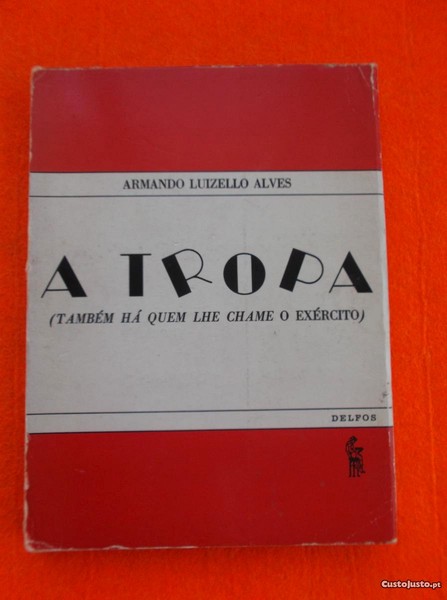 ARMANDO LUIZELLO ALVES
A TROPA
(TAMBÉM HÁ QUEM LHE CHAME O EXÉRCITO)
DELFOS
CustoJusto.pt